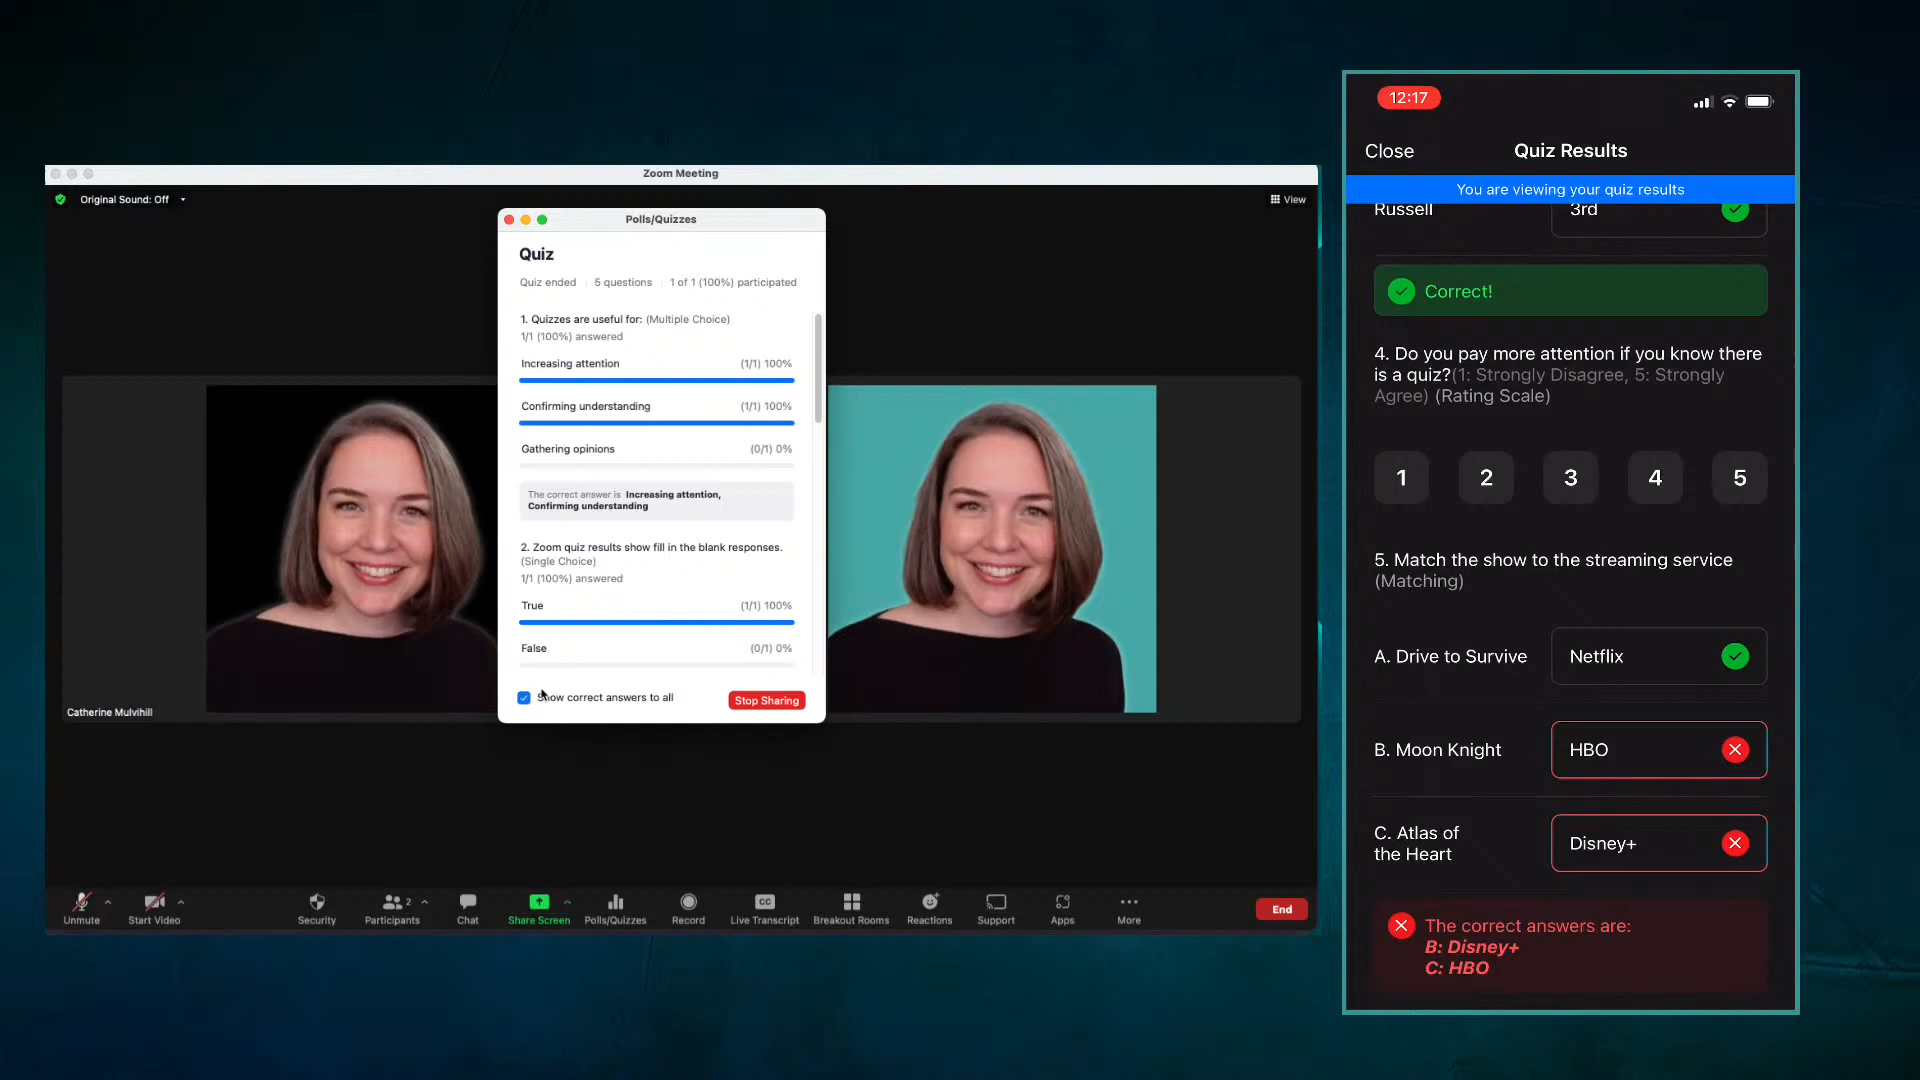 Zoom Meeting
Original Sound: Off
View
Polls/Quizzes
Quiz
Quiz ended 5 questions 1 of 1 (100%) participated
1. Quizzes are useful for: (Multiple Choice)
1/1 (100%) answered
Increasing attention (1/1) 100%
Confirming understanding (1/1) 100%
Gathering opinions (0/1) 0%
The correct answer is Increasing attention,
Confirming understanding
2. Zoom quiz results show fill in the blank responses.
(Single Choice)
1/1 (100%) answered
True (1/1) 100%
False (0/1) 0%
Show correct answers to all
Stop Sharing
Catherine Mulvihill
Unmute
Start Video
Security
Participants 2
Chat
Share Screen
Polls/Quizzes
Record
CC
Live Transcript
Breakout Rooms
Reactions
Support
Apps
More
End
12:17
Close Quiz Results
You are viewing your quiz results
Russell 3rd
Correct!
4. Do you pay more attention if you know there
is a quiz?(1: Strongly Disagree, 5: Strongly
Agree) (Rating Scale)
1 2 3 4 5
5. Match the show to the streaming service
(Matching)
A. Drive to Survive Netflix
B. Moon Knight HBO
C. Atlas of
the Heart
Disney+
The correct answers are:
B: Disney+
C: HBO